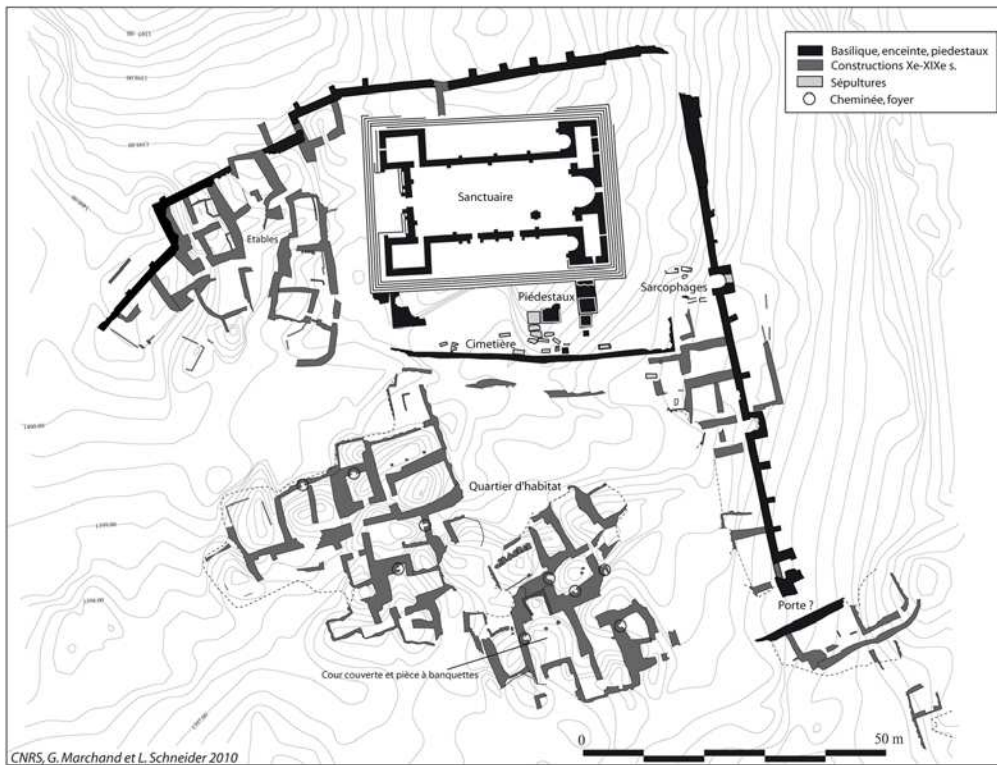 Basilique, enceinte, piedestaux
Constructions Xe-XIXe s.
Sépultures
Cheminée, foyer
Sanctuaire
Etables
Sarcophages
Piédestaux
Cimetière
Quartier d'habitat
Porte ?
Cour couverte et pièce à banquettes
0
50 m
CNRS, G. Marchand et L. Schneider 2010